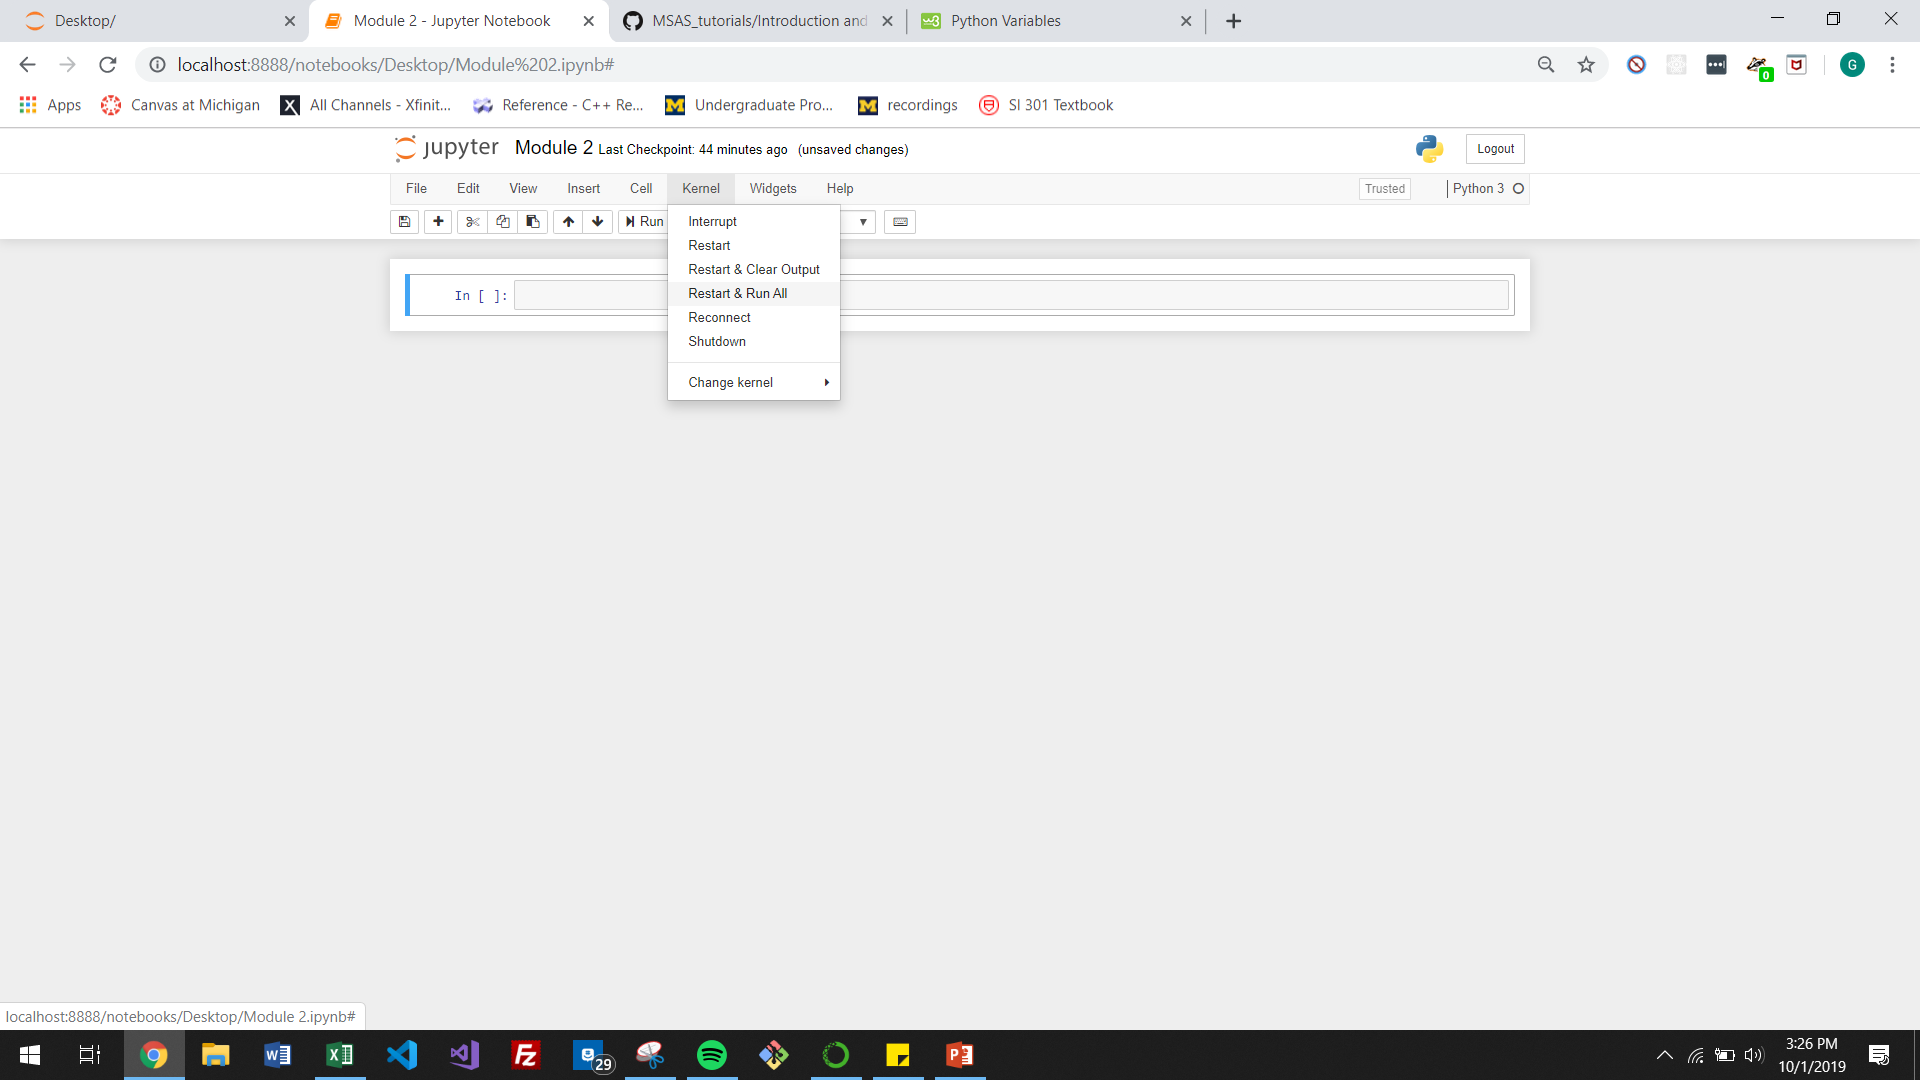 Desktop/
Module 2 - Jupyter Notebook
MSAS_tutorials/Introduction and
Python Variables
localhost:8888/notebooks/Desktop/Module%202.ipynb#
0
G
Apps
Canvas at Michigan
All Channels - Xfinit...
Reference - C++ Re...
Undergraduate Pro...
recordings
SI 301 Textbook
jupyter Module 2 Last Checkpoint: 44 minutes ago (unsaved changes)
Logout
File Edit View Insert Cell Kernel Widgets Help
Trusted
Python 3
Run
Interrupt
Restart
Restart & Clear Output
Restart & Run All
Reconnect
Shutdown
Change kernel
In [ ]:
localhost:8888/notebooks/Desktop/Module 2.ipynb#
29
3:26 PM
10/1/2019